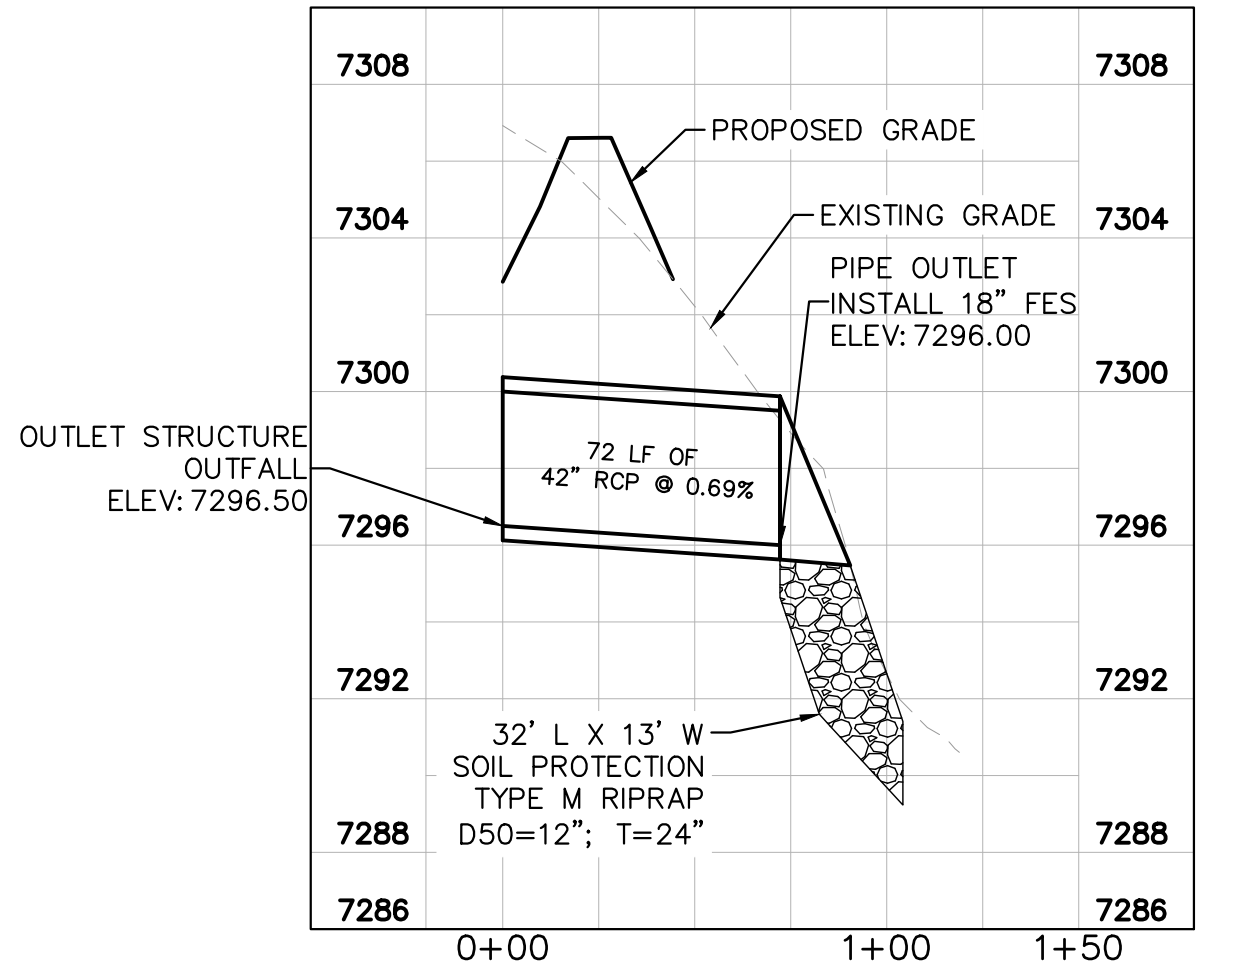 7308
7308
PROPOSED GRADE
7304
EXISTING GRADE
7304
PIPE OUTLET
INSTALL 18” FES
ELEV: 7296.00
7300
7300
OUTLET STRUCTURE
OUTFALL
ELEV: 7296.50
72 LF OF
42” RCP @ 0.69%
7296
7296
7292
7292
32’ L X 13’ W
SOIL PROTECTION
TYPE M RIPRAP
D50=12”; T=24”
7288
7288
7286
7286
0+00
1+00
1+50